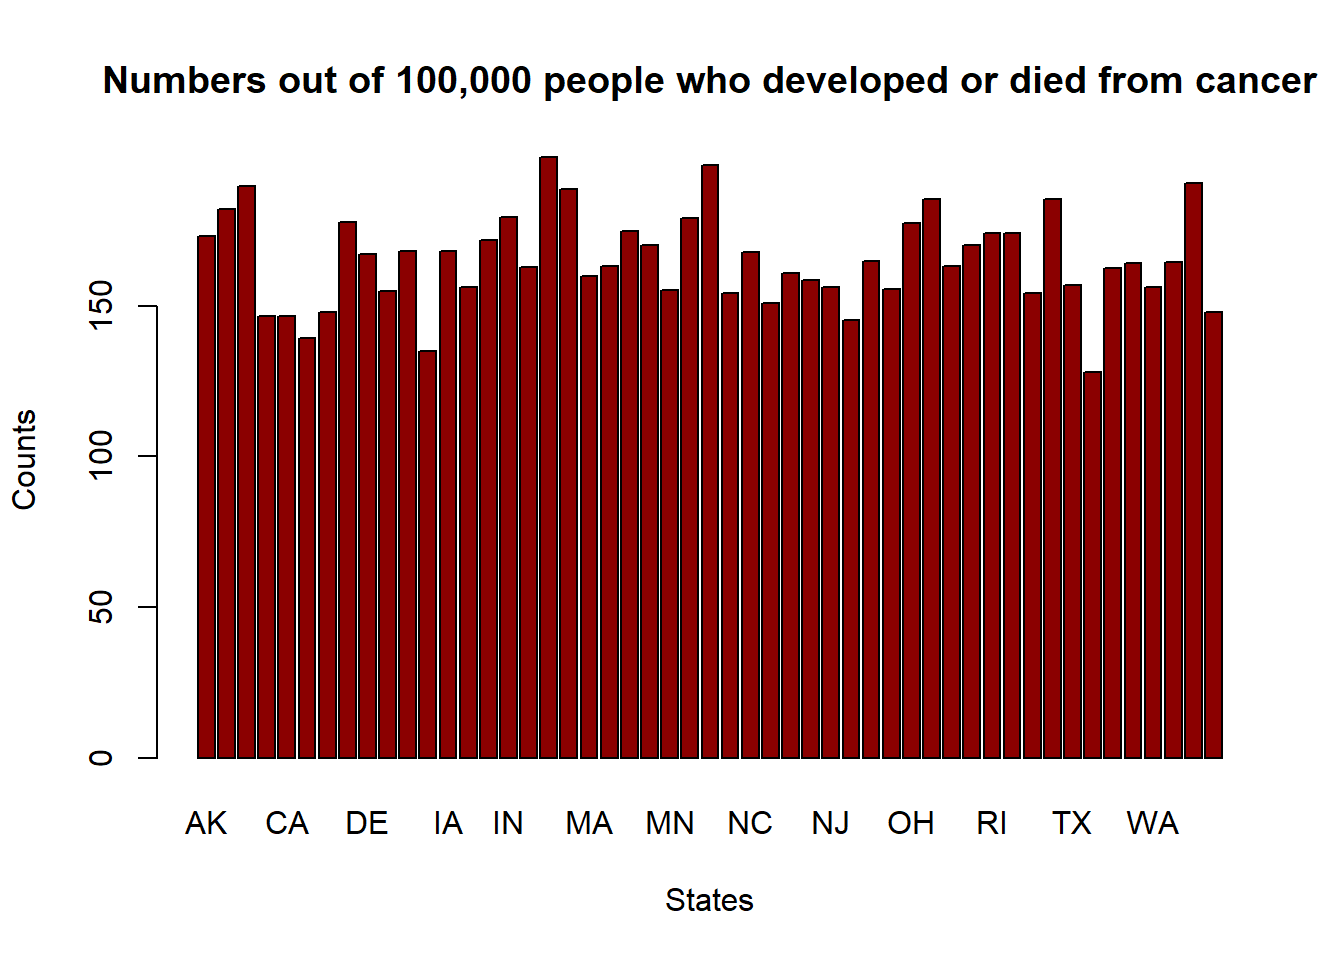 Numbers out of 100,000 people who developed or died from cancer
Counts
150
100
50
0
AK CA DE IA IN MA MN NC NJ OH RI TX WA
States